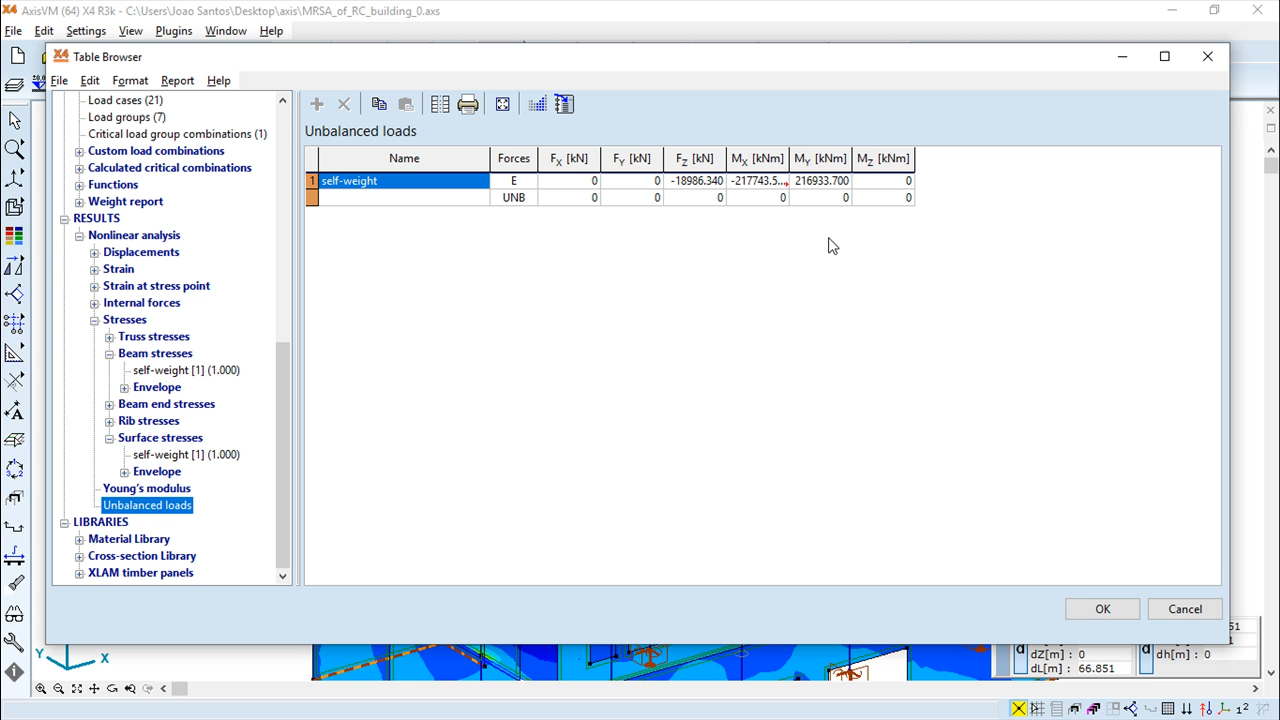 AxisVM (64) X4 R3k - C:\Users\Joao Santos\Desktop\axis\MRSA_of_RC_building_0.axs
File Edit Settings View Plugins Window Help
X4 Table Browser
File Edit Format Report Help
Load cases (21)
Load groups (7)
Critical load group combinations (1)
Custom load combinations
Calculated critical combinations
Functions
Weight report
RESULTS
Nonlinear analysis
Displacements
Strain
Strain at stress point
Internal forces
Stresses
Truss stresses
Beam stresses
self-weight [1] (1.000)
Envelope
Beam end stresses
Rib stresses
Surface stresses
self-weight [1] (1.000)
Envelope
Young's modulus
Unbalanced loads
LIBRARIES
Material Library
Cross-section Library
XLAM timber panels
Unbalanced loads
Name Forces FX [kN] FY [kN] FZ [kN] MX [kNm] MY [kNm] MZ [kNm]
1 self-weight E 0 0 -18986.340 -217743.5... 216933.700 0
UNB 0 0 0 0 0 0
OK Cancel
Y X
dZ[m] : 0
dL[m] : 66.851
dh[m] : 0